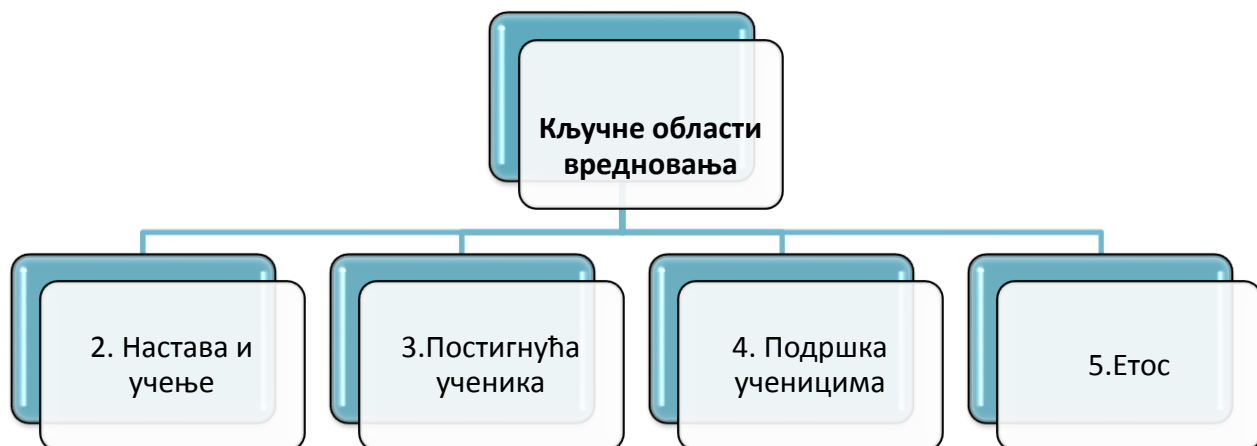 Кључне области
вредновања
2. Настава и
учење
3.Постигнућа
ученика
4. Подршка
ученицима
5.Етос